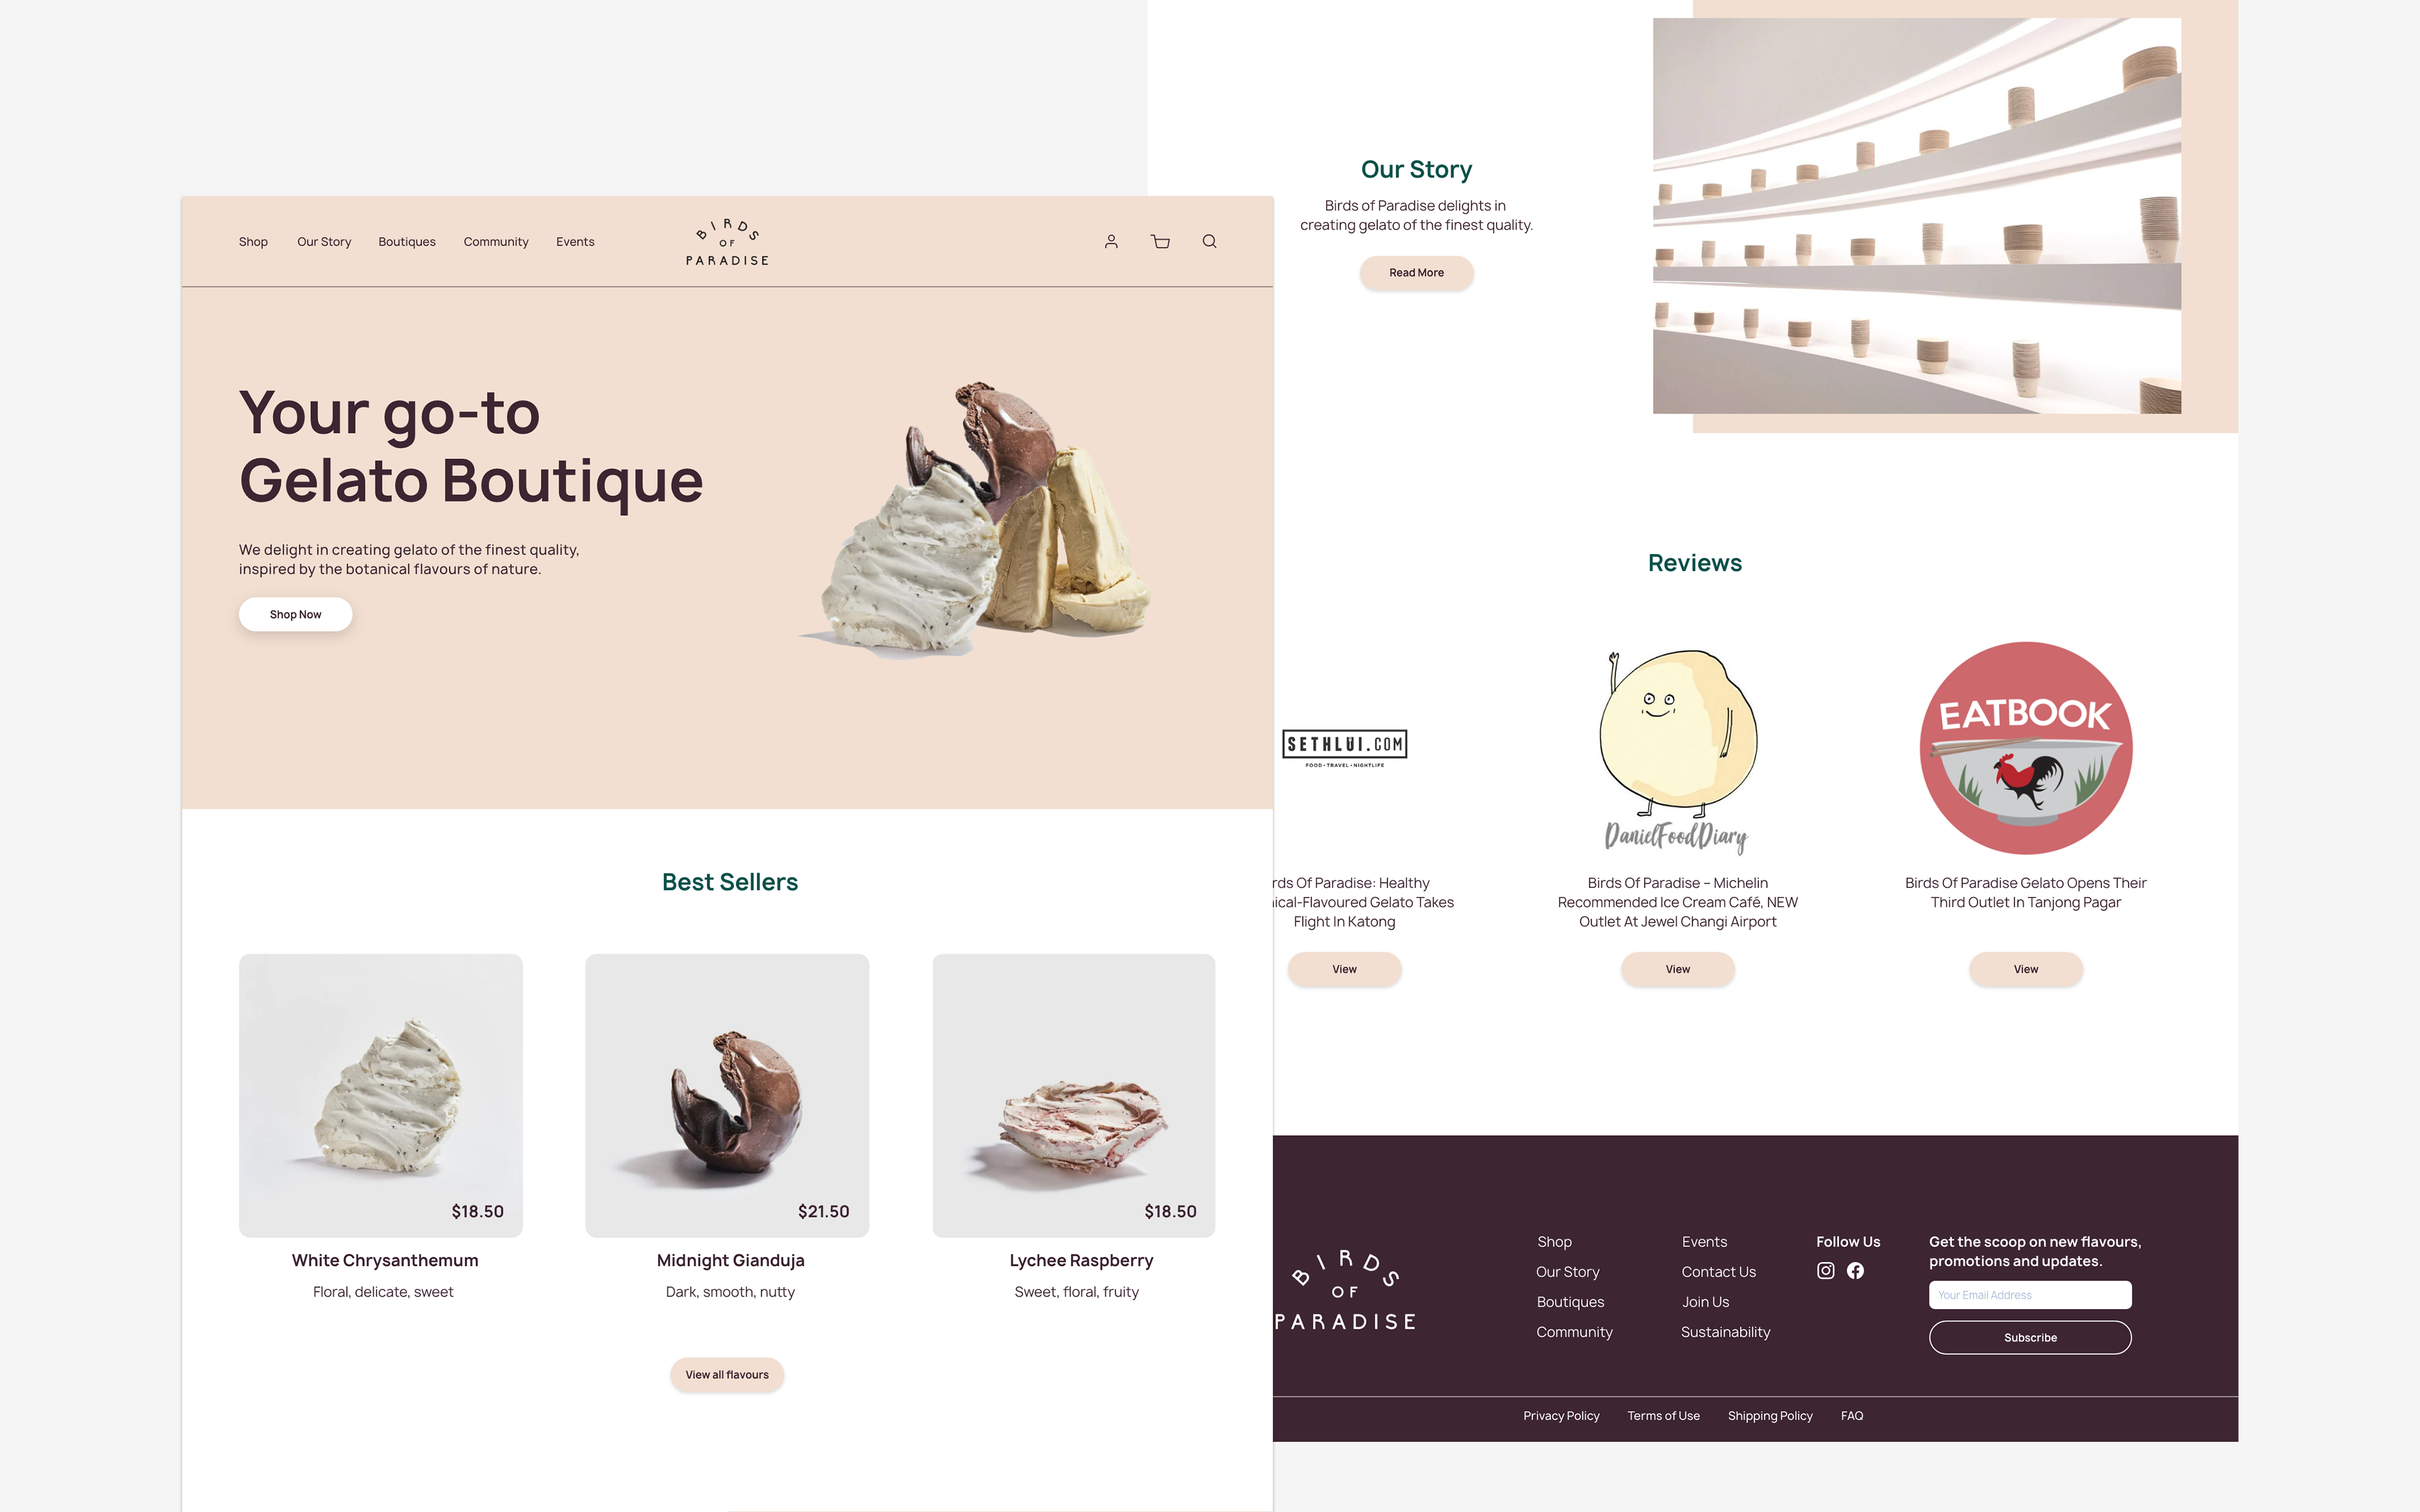 Shop
Our Story
Boutiques
Community
Events
BIRDS
OF
PARADISE
Your go-to
Gelato Boutique
We delight in creating gelato of the finest quality,
inspired by the botanical flavours of nature.
Shop Now
Best Sellers
$18.50
White Chrysanthemum
Floral, delicate, sweet
$21.50
Midnight Gianduja
Dark, smooth, nutty
$18.50
Lychee Raspberry
Sweet, floral, fruity
View all flavours
Our Story
Birds of Paradise delights in
creating gelato of the finest quality.
Read More
Reviews
SETHLUI.COM
FOOD • TRAVEL • NIGHTLIFE
rds Of Paradise: Healthy
ical-Flavoured Gelato Takes
Flight In Katong
View
DanielFoodDiary
Birds Of Paradise – Michelin
Recommended Ice Cream Café, NEW
Outlet At Jewel Changi Airport
View
EATBOOK
Birds Of Paradise Gelato Opens Their
Third Outlet In Tanjong Pagar
View
BIRDS
OF
PARADISE
Shop
Our Story
Boutiques
Community
Events
Contact Us
Join Us
Sustainability
Follow Us
Get the scoop on new flavours,
promotions and updates.
Your Email Address
Subscribe
Privacy Policy
Terms of Use
Shipping Policy
FAQ